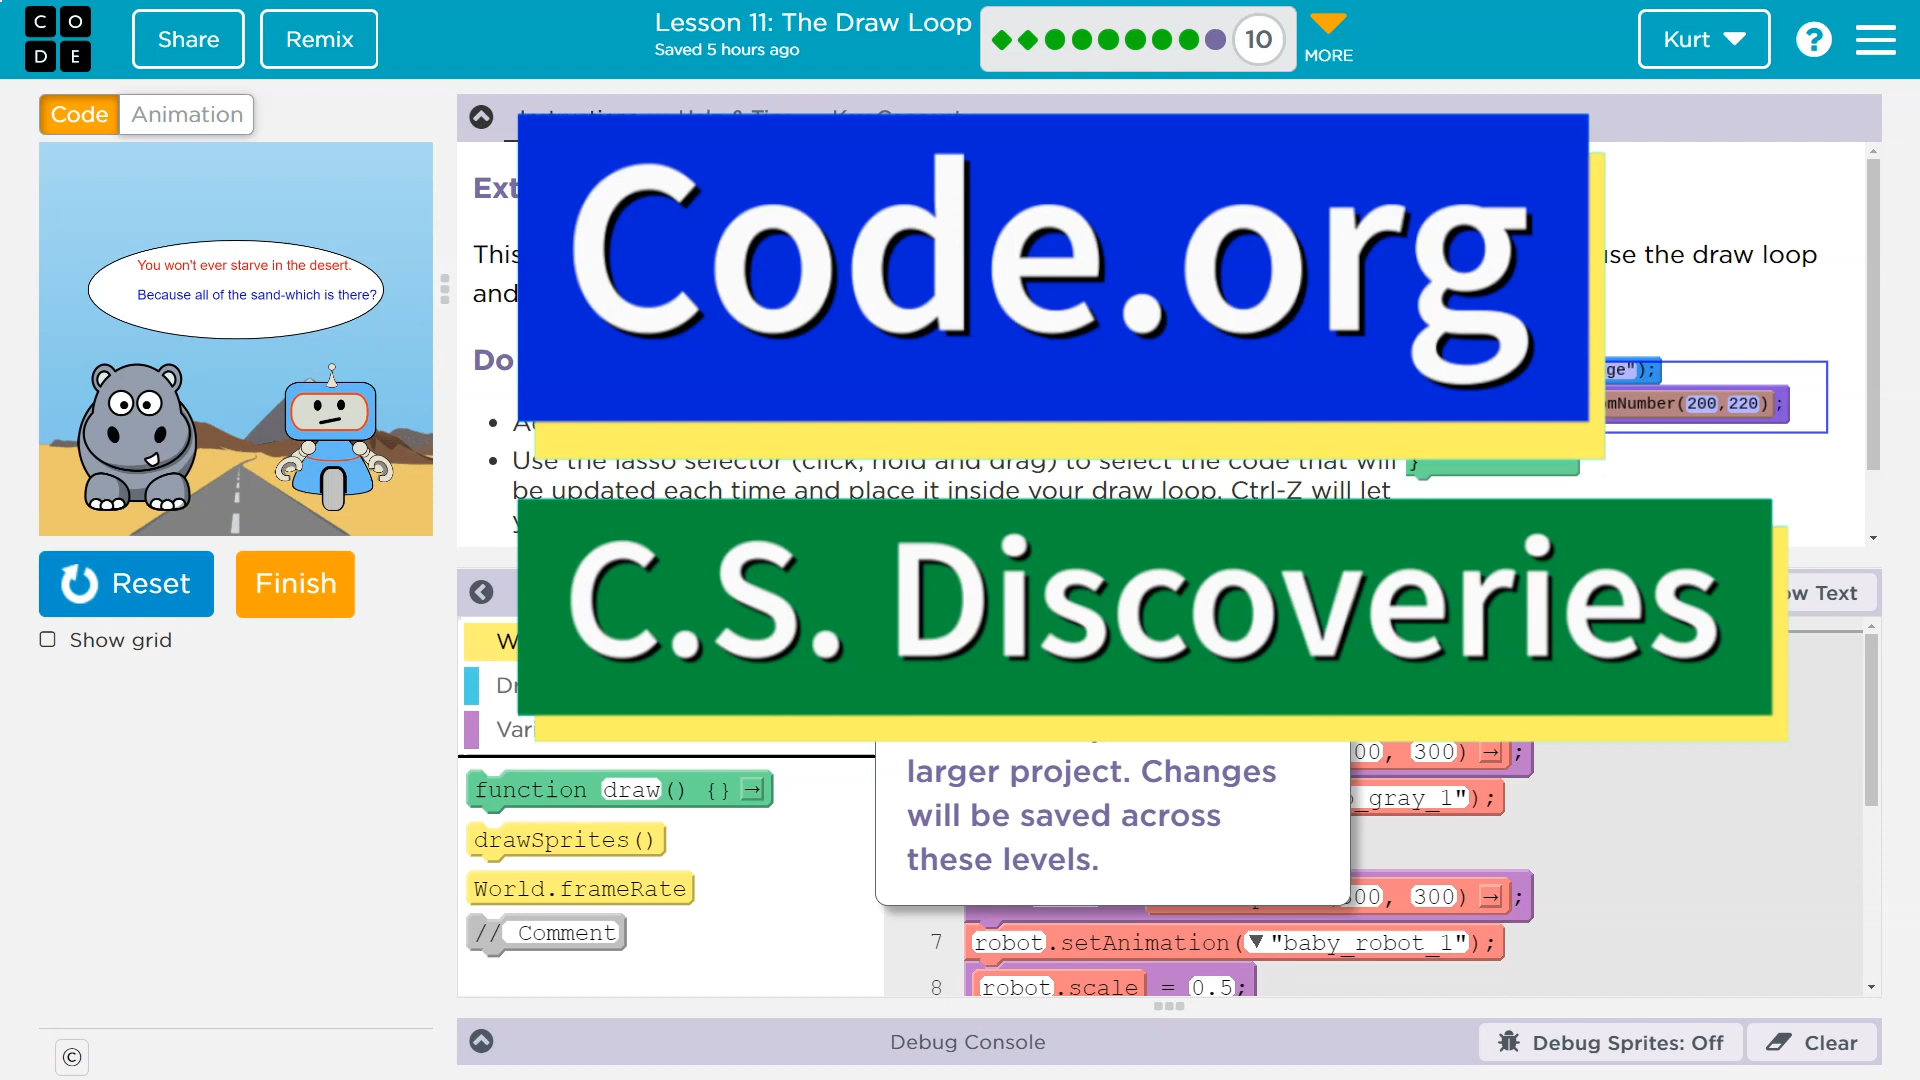 CODE
Share
Remix
Lesson 11: The Draw Loop
Saved 5 hours ago
10
MORE
Kurt
?
Code
Animation
You won't ever starve in the desert.
Because all of the sand-which is there?
Reset
Finish
Show grid
©
Code.org
C.S. Discoveries
Ext
This
use the draw loop
and
Do
ge");
mNumber(200,220);
}
Use the lasso selector (click, hold and drag) to select the code that will
be updated each time and place it inside your draw loop. Ctrl-Z will let
w Text
W
Dr
Vari
function draw() {}
drawSprites()
World.frameRate
// Comment
larger project. Changes
will be saved across
these levels.
00, 300);
_gray_1");
00, 300);
7 robot.setAnimation("baby_robot_1");
8 robot.scale = 0.5;
Debug Console
Debug Sprites: Off
Clear